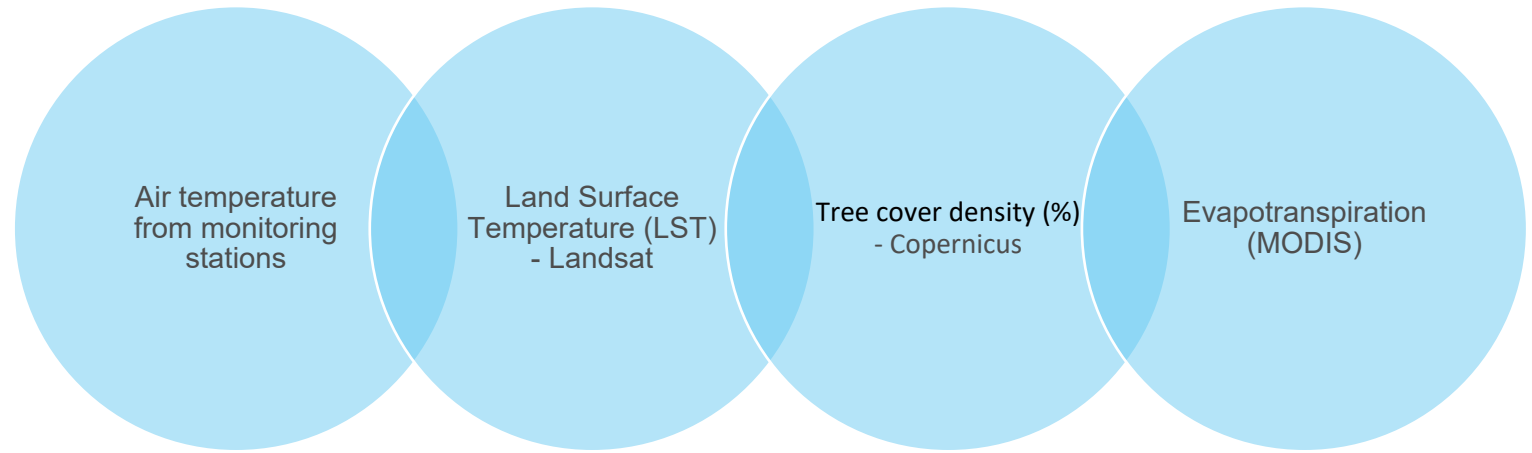 Air temperature
from monitoring
stations
Land Surface
Temperature (LST)
- Landsat
Tree cover density (%)
- Copernicus
Evapotranspiration
(MODIS)